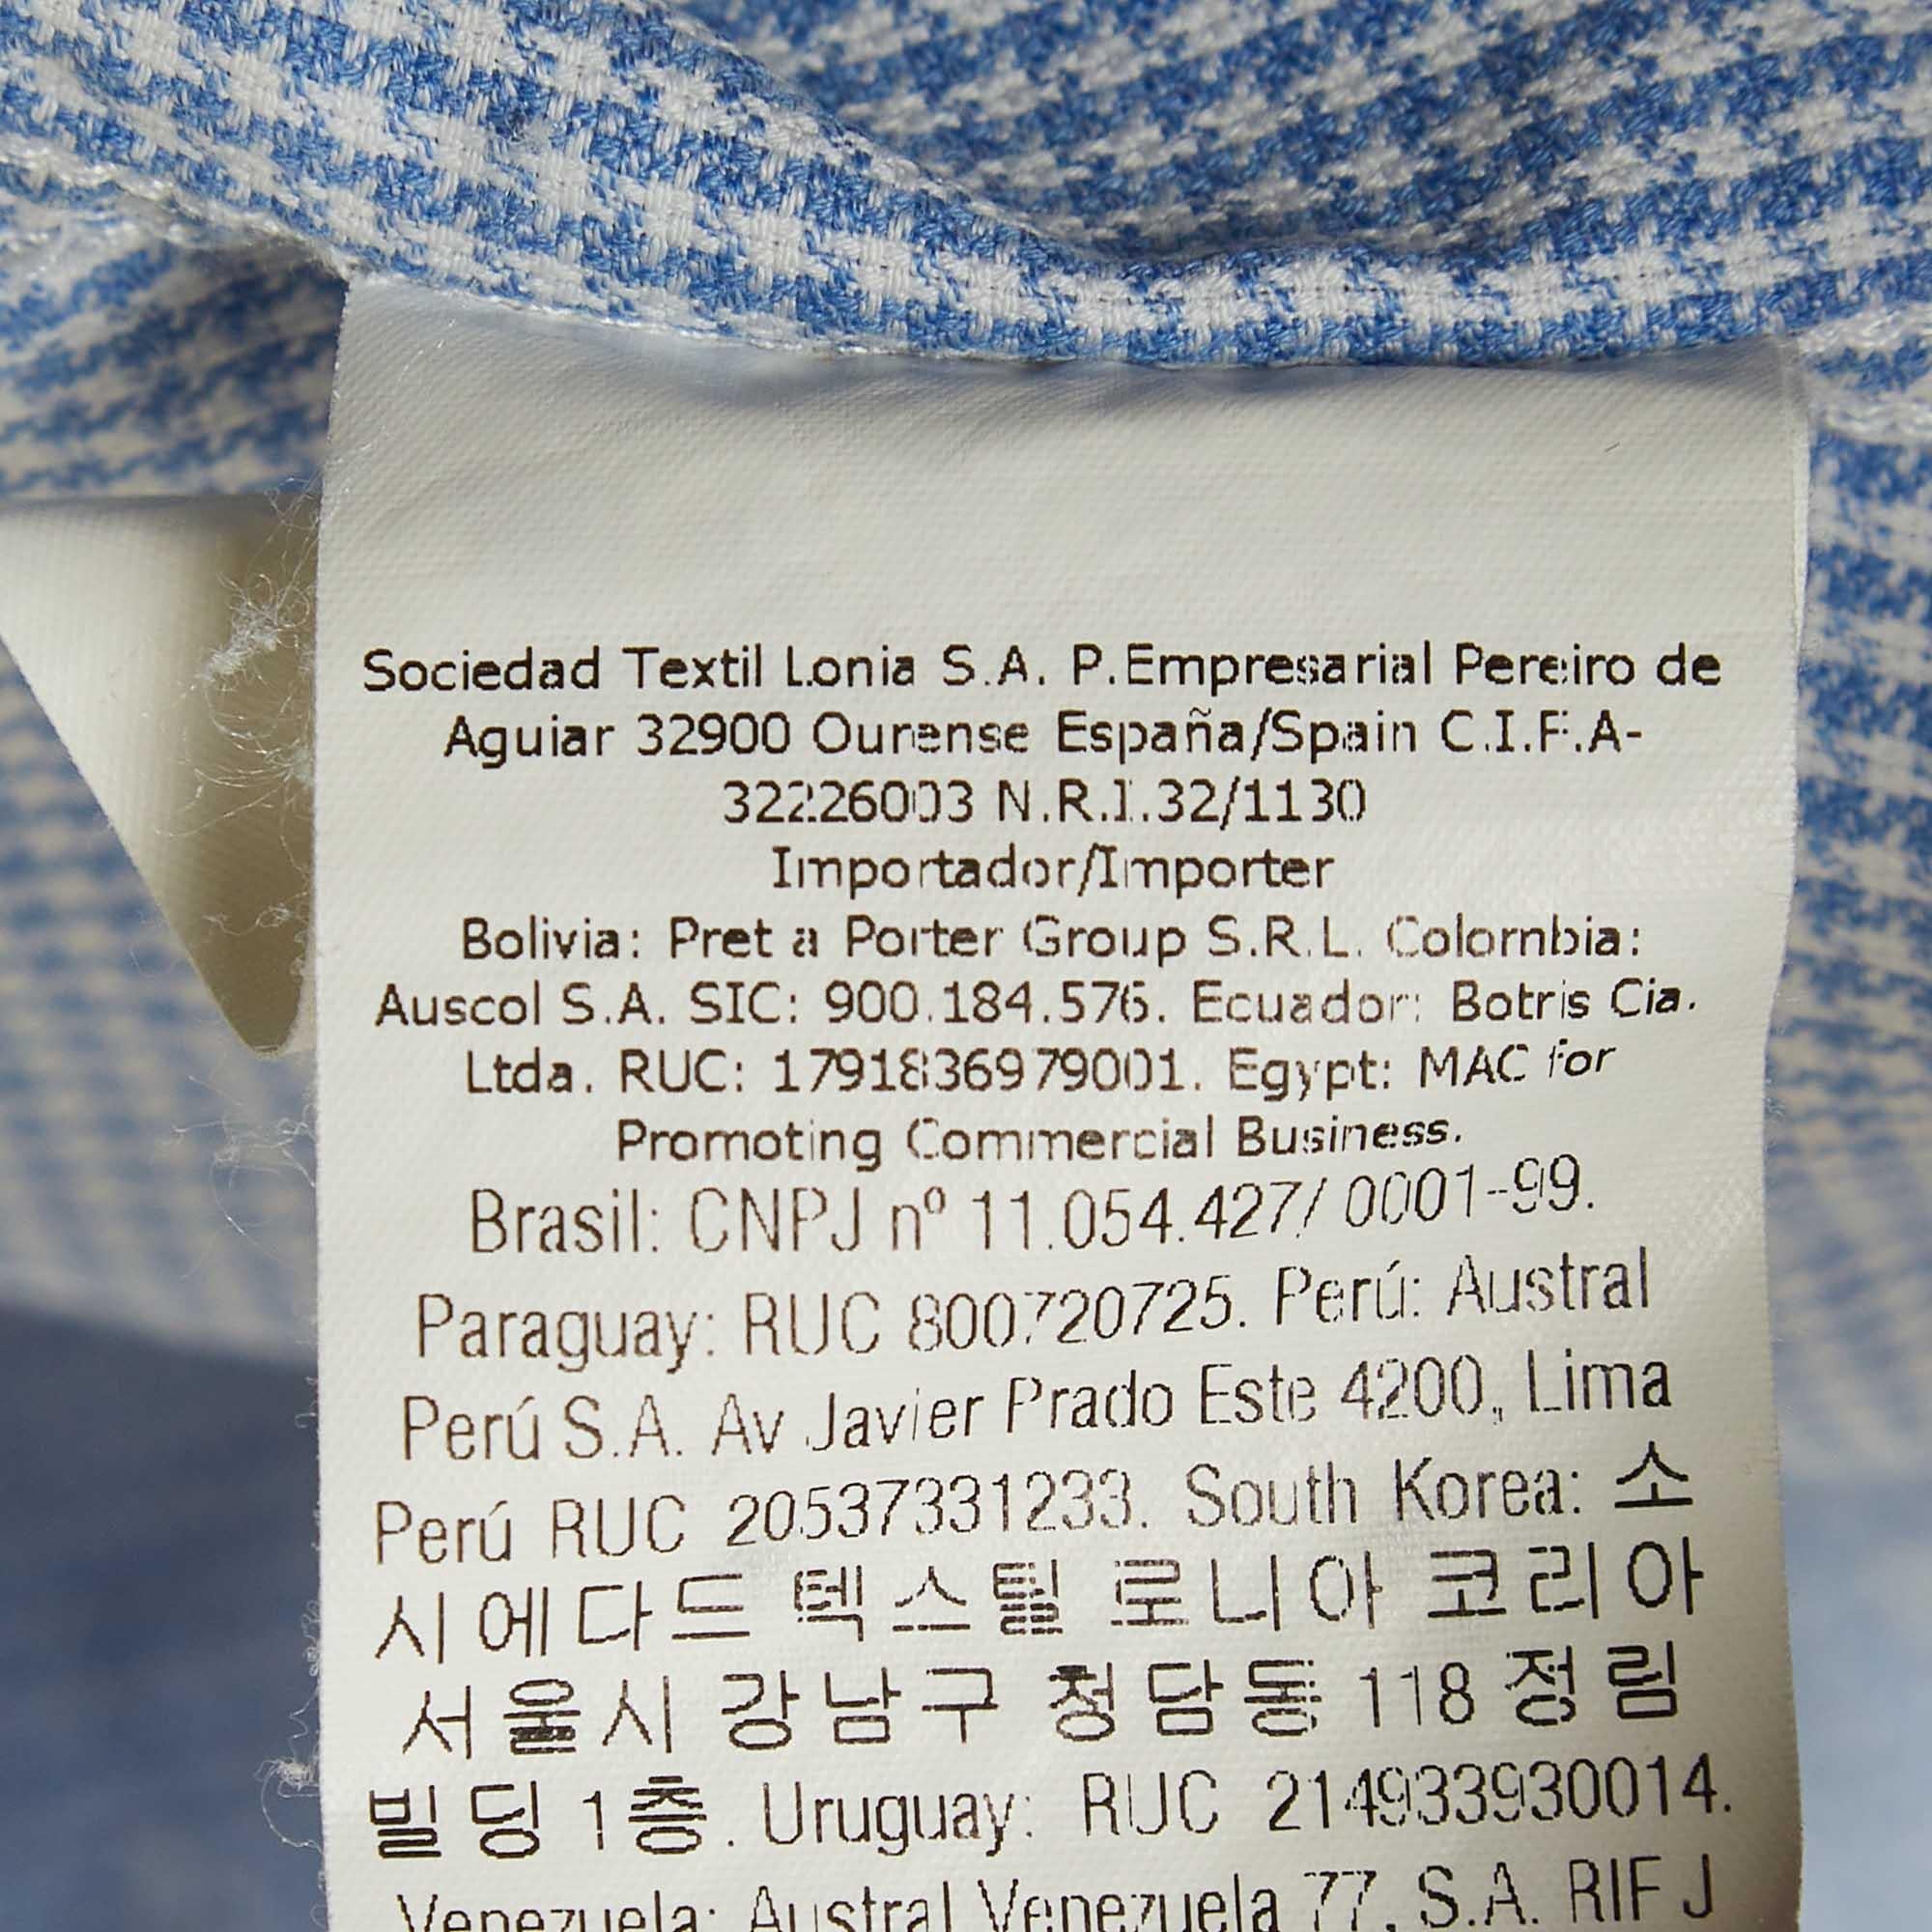 Sociedad Textil Lonia S.A. P.Empresarial Pereiro de
Aguiar 32900 Ourense España/Spain C.I.F.A-
32226003 N.R.I.32/1130
Importador/Importer
Bolivia: Pret a Porter Group S.R.L. Colombia:
Auscol S.A. SIC: 900.184.576. Ecuador: Botris Cia.
Ltda. RUC: 1791836979001. Egypt: MAC for
Promoting Commercial Business.
Brasil: CNPJ nº 11.054.427/ 0001-99.
Paraguay: RUC 800720725. Perú: Austral
Perú S.A. Av Javier Prado Este 4200, Lima
Perú RUC 20537331233. South Korea: 소
시에다드 텍스틸 로니아 코리아
서울시 강남구 청담동 118 정림
빌딩 1층. Uruguay: RUC 214933930014.
Venezuela: Austral Venezuela 77, S.A. RIF J